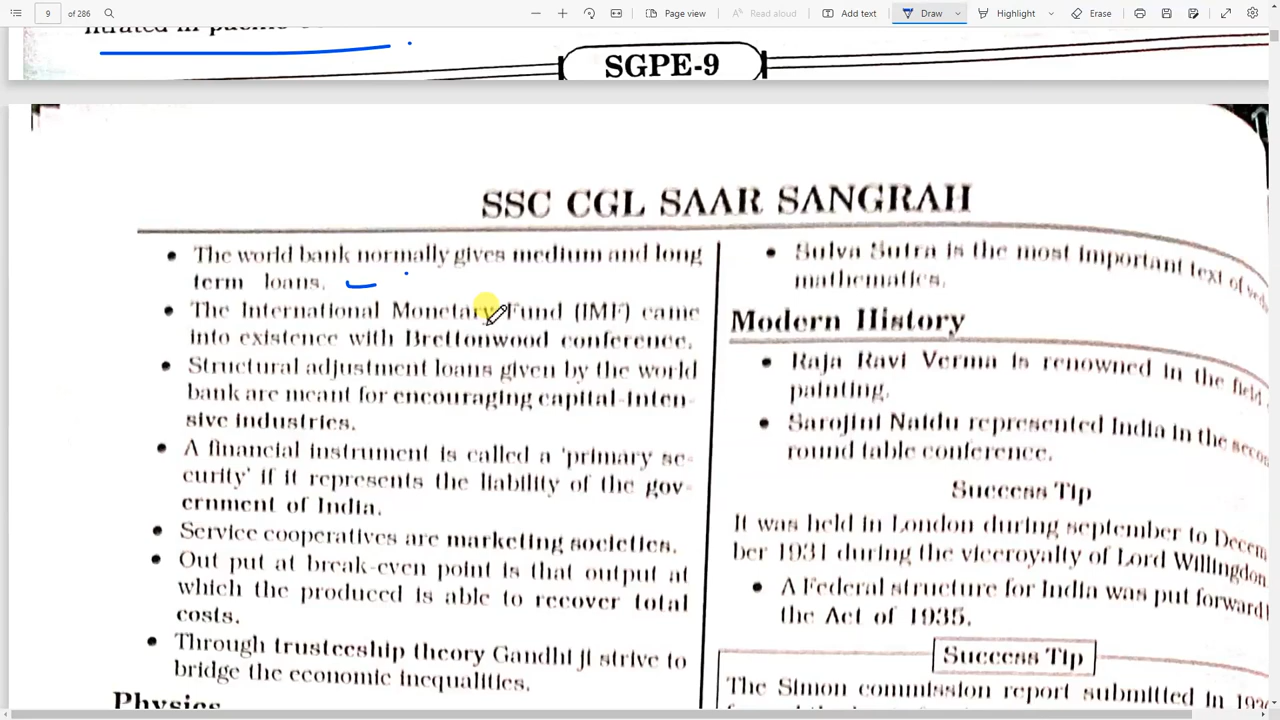 9 of 286 Page view Read aloud Add text Draw Highlight Erase
SGPE-9
SSC CGL SAAR SANGRAH
• The world bank normally gives medium and long
term loans.
• The International Monetary Fund (IMF) came
into existence with Brettonwood conference.
• Structural adjustment loans given by the world
bank are meant for encouraging capital-inten-
sive industries.
• A financial instrument is called a 'primary se-
curity' if it represents the liability of the gov-
ernment of India.
• Service cooperatives are marketing societies.
• Out put at break-even point is that output at
which the produced is able to recover total
costs.
• Through trusteeship theory Gandhi ji strive to
bridge the economic inequalities.
Physics
• Sulva Sutra is the most important text of
mathematics.
Modern History
• Raja Ravi Verma is renowned in the field
painting.
• Sarojini Naidu represented India in the
round table conference.
Success Tip
It was held in London during september to Decem
ber 1931 during the viceroyalty of Lord Willingdon.
• A Federal structure for India was put forward
the Act of 1935.
Success Tip
The Simon commission report submitted in